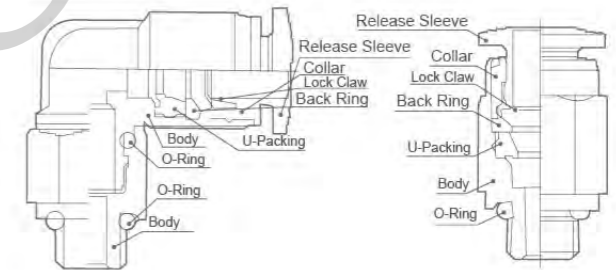 Release Sleeve
Collar
Lock Claw
Back Ring
U-Packing
Body
O-Ring
O-Ring
Body
Release Sleeve
Collar
Lock Claw
Back Ring
U-Packing
Body
O-Ring